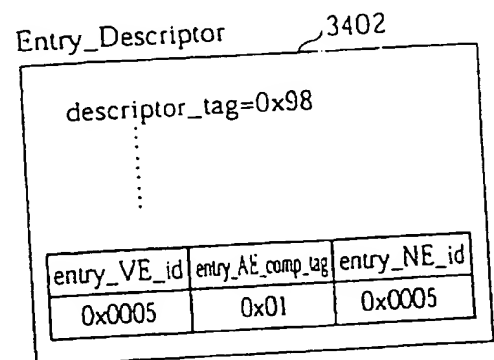 Entry_Descriptor 3402
descriptor_tag=0x98
entry_VE_id entry_AE_comp_tag entry_NE_id
0x0005 0x01 0x0005